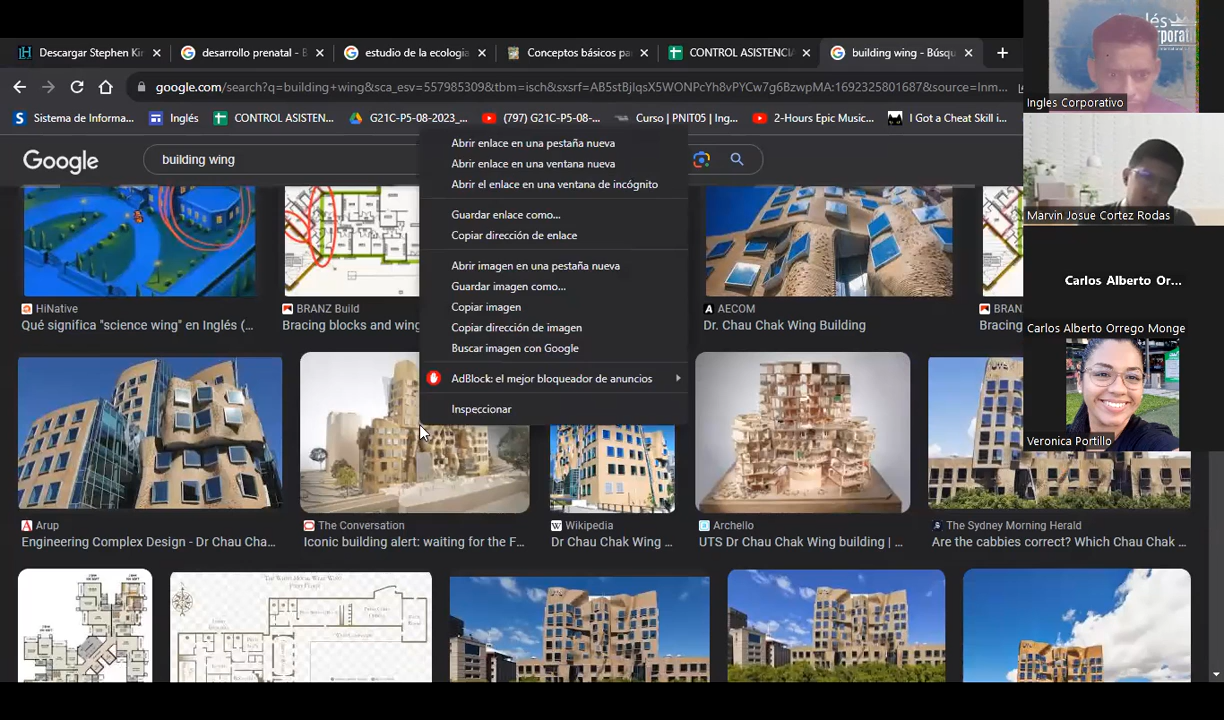 Descargar Stephen Kin
desarrollo prenatal - B
estudio de la ecología
Conceptos básicos pa
CONTROL ASISTENCI
building wing - Búsqu
google.com/search?q=building+wing&sca_esv=557985309&tbm=isch&sxsrf=AB5stBjIqsX5WONPcYh8vPYCw7g6BzwpMA:1692325801687&source=lnm...
Sistema de Informa...
Inglés
CONTROL ASISTEN...
G21C-P5-08-2023_...
(797) G21C-P5-08-...
Curso | PNIT05 | Ing...
2-Hours Epic Music...
I Got a Cheat Skill i...
Google
building wing
Abrir enlace en una pestaña nueva
Abrir enlace en una ventana nueva
Abrir el enlace en una ventana de incógnito
Guardar enlace como...
Copiar dirección de enlace
Abrir imagen en una pestaña nueva
Guardar imagen como...
Copiar imagen
Copiar dirección de imagen
Buscar imagen con Google
AdBlock: el mejor bloqueador de anuncios
Inspeccionar
HiNative
Qué significa "science wing" en Inglés (...
BRANZ Build
Bracing blocks and wing
AECOM
Dr. Chau Chak Wing Building
BRAN
Bracing
Arup
Engineering Complex Design - Dr Chau Cha...
The Conversation
Iconic building alert: waiting for the F...
Wikipedia
Dr Chau Chak Wing ...
Archello
UTS Dr Chau Chak Wing building | ...
The Sydney Morning Herald
Are the cabbies correct? Which Chau Chak ...
Ingles Corporativo
Marvin Josue Cortez Rodas
Carlos Alberto Or...
Carlos Alberto Orrego Monge
Veronica Portillo